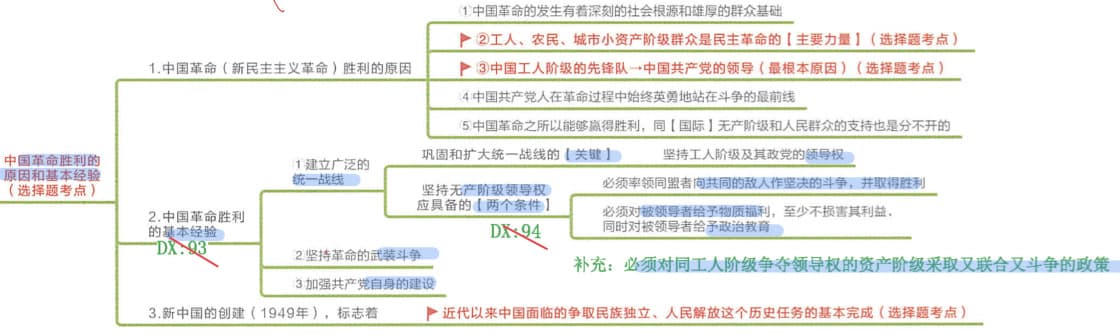 中国革命胜利的
原因和基本经验
（选择题考点）
1.中国革命（新民主主义革命）胜利的原因
①中国革命的发生有着深刻的社会根源和雄厚的群众基础
②工人、农民、城市小资产阶级群众是民主革命的【主要力量】（选择题考点）
③中国工人阶级的先锋队→中国共产党的领导（最根本原因）（选择题考点）
④中国共产党人在革命过程中始终英勇地站在斗争的最前线
⑤中国革命之所以能够赢得胜利，同【国际】无产阶级和人民群众的支持也是分不开的
2.中国革命胜利
的基本经验
DX:93
①建立广泛的
统一战线
巩固和扩大统一战线的【关键】
坚持工人阶级及其政党的领导权
坚持无产阶级领导权
应具备的【两个条件】
DX:94
必须率领同盟者向共同的敌人作坚决的斗争，并取得胜利
必须对被领导者给予物质福利，至少不损害其利益、
同时对被领导者给予政治教育
补充：必须对同工人阶级争夺领导权的资产阶级采取又联合又斗争的政策
②坚持革命的武装斗争
③加强共产党自身的建设
3.新中国的创建（1949年），标志着
近代以来中国面临的争取民族独立、人民解放这个历史任务的基本完成（选择题考点）